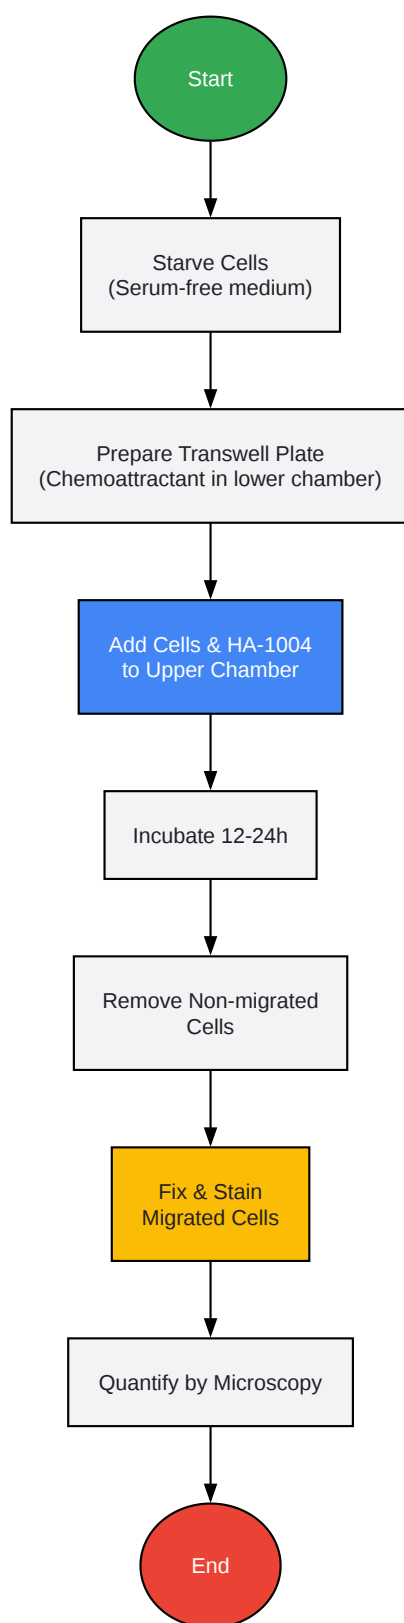 Start
Starve Cells
(Serum-free medium)
Prepare Transwell Plate
(Chemoattractant in lower chamber)
Add Cells & HA-1004
to Upper Chamber
Incubate 12-24h
Remove Non-migrated
Cells
Fix & Stain
Migrated Cells
Quantify by Microscopy
End